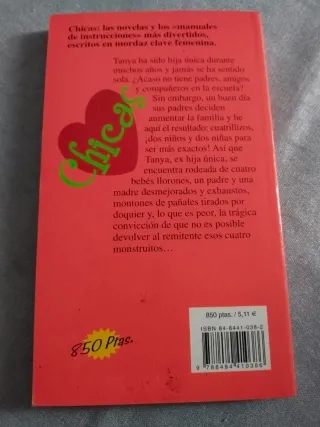 Chicas: las novelas y los «manuales
de instrucciones» más divertidos,
escritos en mordaz clave femenina.
Tanya ha sido hija única durante
muchos años y jamás se ha sentido
sola. ¿Acaso no tiene padres, amigos
y compañeros en la escuela?
Sin embargo, un buen día
sus padres deciden
aumentar la familia y he
aquí el resultado: cuatrillizos,
¡dos niños y dos niñas para
ser más exactos! Así que
Tanya, ex hija única, se
encuentra rodeada de cuatro
bebés llorones, un padre y una
madre desmejorados y exhaustos,
montones de pañales tirados por
doquier y, lo que es peor, la trágica
convicción de que no es posible
devolver al remitente esos cuatro
monstruitos…
Chicas
850 Ptas.
850 ptas. / 5,11 €
ISBN 84-8441-038-2
9 788484 410386